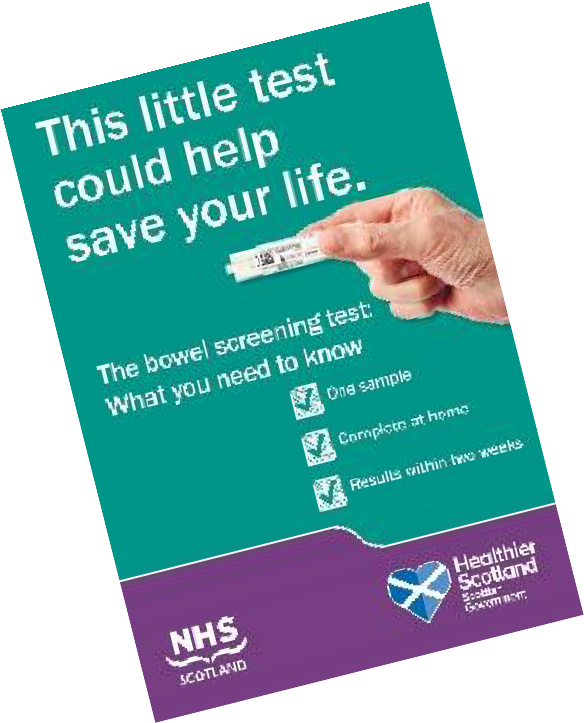 This little test
could help
save your life.
The bowel screening test:
What you need to know
One sample
Complete at home
Results within two weeks
Healthier
Scotland
Scottish
Government
NHS
SCOTLAND